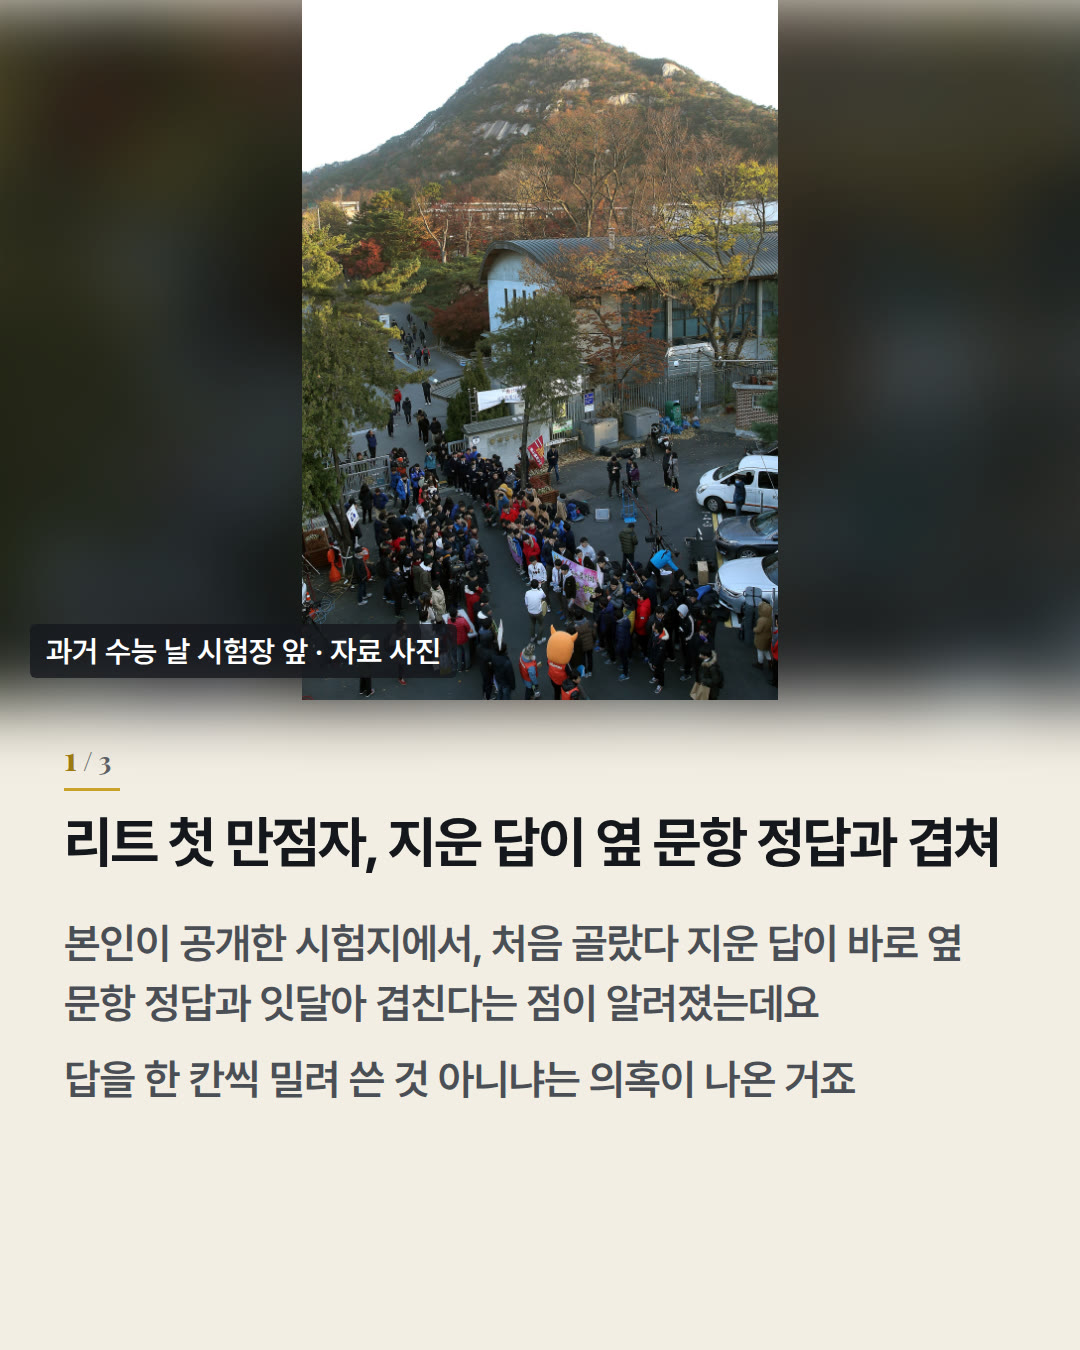 과거 수능 날 시험장 앞 · 자료 사진
1 / 3
리트 첫 만점자, 지운 답이 옆 문항 정답과 겹쳐
본인이 공개한 시험지에서, 처음 골랐다 지운 답이 바로 옆
문항 정답과 잇달아 겹친다는 점이 알려졌는데요
답을 한 칸씩 밀려 쓴 것 아니냐는 의혹이 나온 거죠